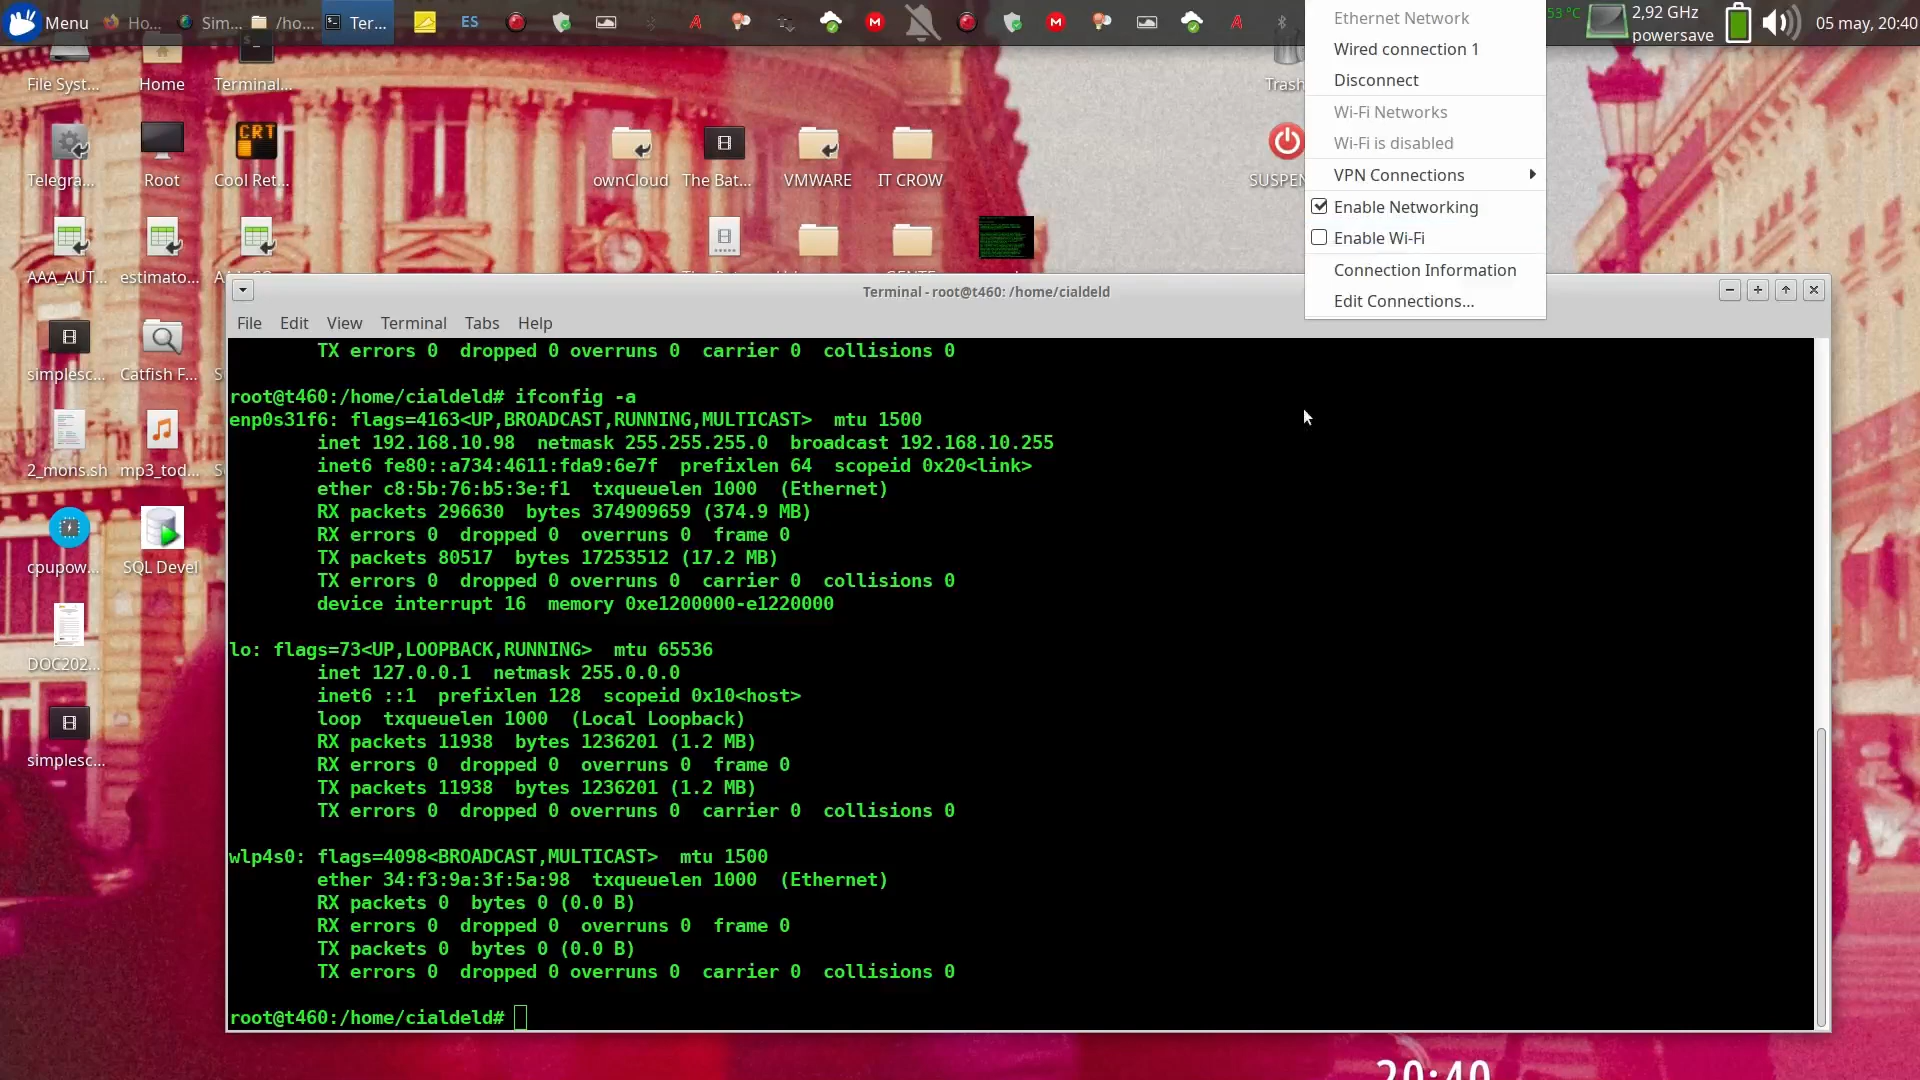 Menu
Ho...
Sim...
/ho...
Ter...
ES
53 °C
2,92 GHz
powersave
05 may, 20:40
File Syst...
Home
Terminal...
Trash
Telegra...
Root
CRT
Cool Ret...
ownCloud
The Bat...
VMWARE
IT CROW
AAA_AUT...
estimato...
simplesc...
Catfish F...
2_mons.sh
mp3_tod...
cpupow...
SQL Devel
DOC202...
simplesc...
Ethernet Network
Wired connection 1
Disconnect
Wi-Fi Networks
Wi-Fi is disabled
VPN Connections
Enable Networking
Enable Wi-Fi
Connection Information
Edit Connections...
Terminal - root@t460: /home/cialdeld
File Edit View Terminal Tabs Help
TX errors 0  dropped 0 overruns 0  carrier 0  collisions 0
root@t460:/home/cialdeld# ifconfig -a
enp0s31f6: flags=4163<UP,BROADCAST,RUNNING,MULTICAST>  mtu 1500
inet 192.168.10.98  netmask 255.255.255.0  broadcast 192.168.10.255
inet6 fe80::a734:4611:fda9:6e7f  prefixlen 64  scopeid 0x20<link>
ether c8:5b:76:b5:3e:f1  txqueuelen 1000  (Ethernet)
RX packets 296630  bytes 374909659 (374.9 MB)
RX errors 0  dropped 0  overruns 0  frame 0
TX packets 80517  bytes 17253512 (17.2 MB)
TX errors 0  dropped 0 overruns 0  carrier 0  collisions 0
device interrupt 16  memory 0xe1200000-e1220000
lo: flags=73<UP,LOOPBACK,RUNNING>  mtu 65536
inet 127.0.0.1  netmask 255.0.0.0
inet6 ::1  prefixlen 128  scopeid 0x10<host>
loop  txqueuelen 1000  (Local Loopback)
RX packets 11938  bytes 1236201 (1.2 MB)
RX errors 0  dropped 0  overruns 0  frame 0
TX packets 11938  bytes 1236201 (1.2 MB)
TX errors 0  dropped 0 overruns 0  carrier 0  collisions 0
wlp4s0: flags=4098<BROADCAST,MULTICAST>  mtu 1500
ether 34:f3:9a:3f:5a:98  txqueuelen 1000  (Ethernet)
RX packets 0  bytes 0 (0.0 B)
RX errors 0  dropped 0  overruns 0  frame 0
TX packets 0  bytes 0 (0.0 B)
TX errors 0  dropped 0 overruns 0  carrier 0  collisions 0
root@t460:/home/cialdeld#
20:40